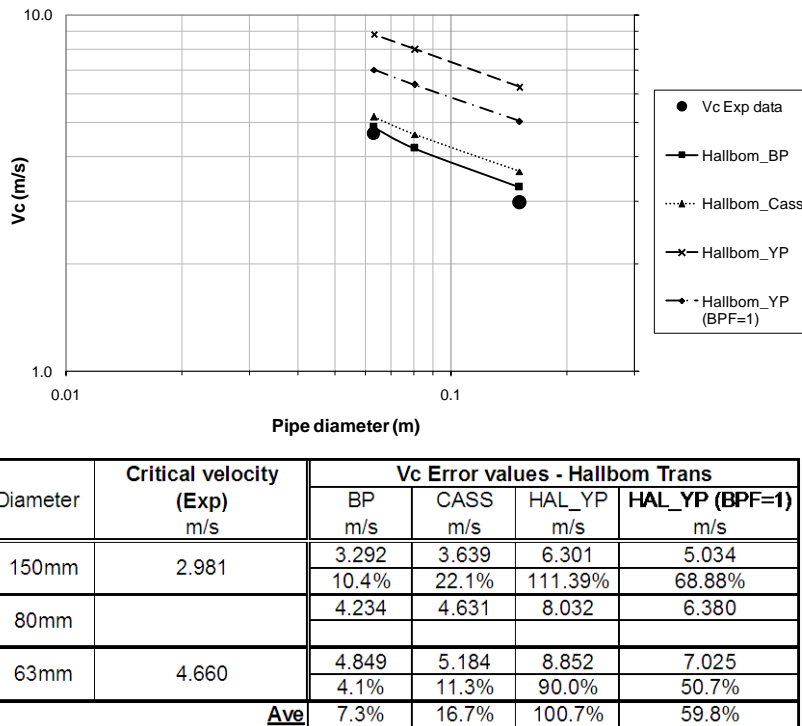 10.0
Vc (m/s)
1.0
0.01
0.1
Pipe diameter (m)
Vc Exp data
Hallbom_BP
Hallbom_Cass
Hallbom_YP
Hallbom_YP
(BPF=1)
Diameter Critical velocity Vc Error values - Hallbom Trans
(Exp) BP CASS HAL_YP HAL_YP (BPF=1)
m/s m/s m/s m/s m/s
150mm 2.981 3.292 3.639 6.301 5.034
10.4% 22.1% 111.39% 68.88%
80mm 4.234 4.631 8.032 6.380
63mm 4.660 4.849 5.184 8.852 7.025
4.1% 11.3% 90.0% 50.7%
Ave 7.3% 16.7% 100.7% 59.8%